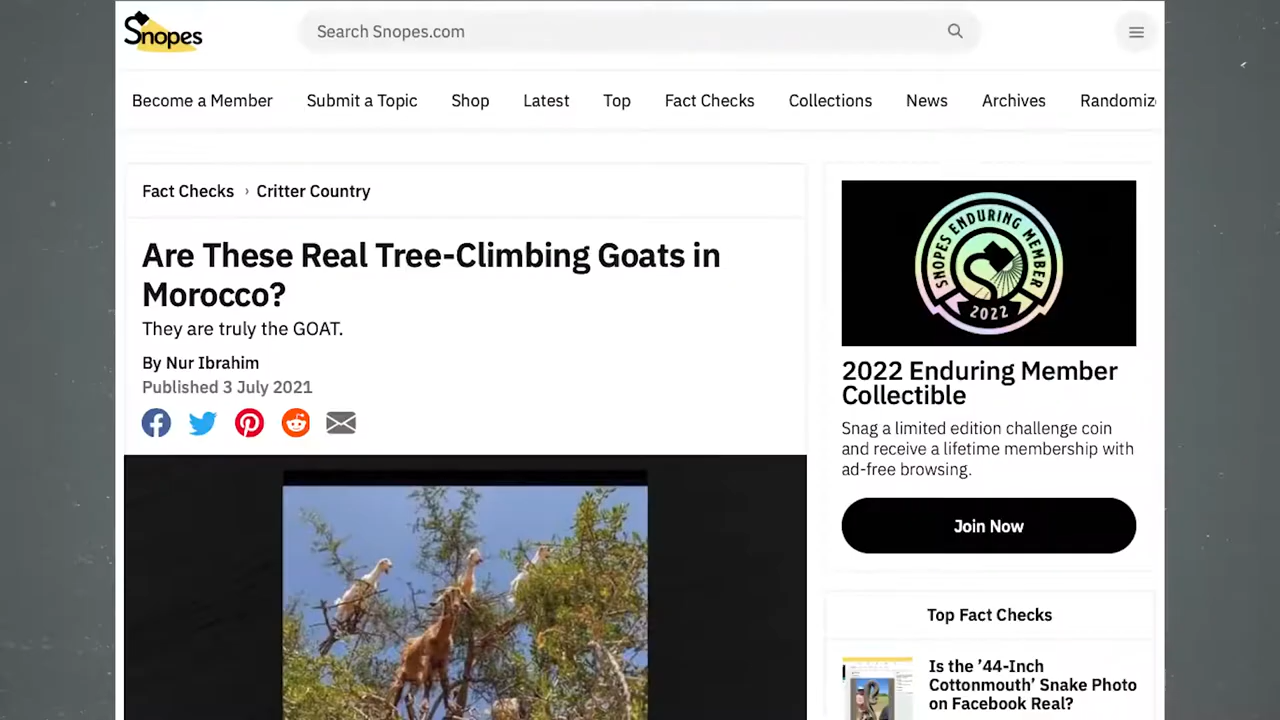 Snopes
Search Snopes.com
Become a Member
Submit a Topic
Shop
Latest
Top
Fact Checks
Collections
News
Archives
Randomiz
Fact Checks › Critter Country
Are These Real Tree-Climbing Goats in
Morocco?
They are truly the GOAT.
By Nur Ibrahim
Published 3 July 2021
SNOPES ENDURING MEMBER
2022
2022 Enduring Member
Collectible
Snag a limited edition challenge coin
and receive a lifetime membership with
ad-free browsing.
Join Now
Top Fact Checks
Is the ’44-Inch
Cottonmouth’ Snake Photo
on Facebook Real?